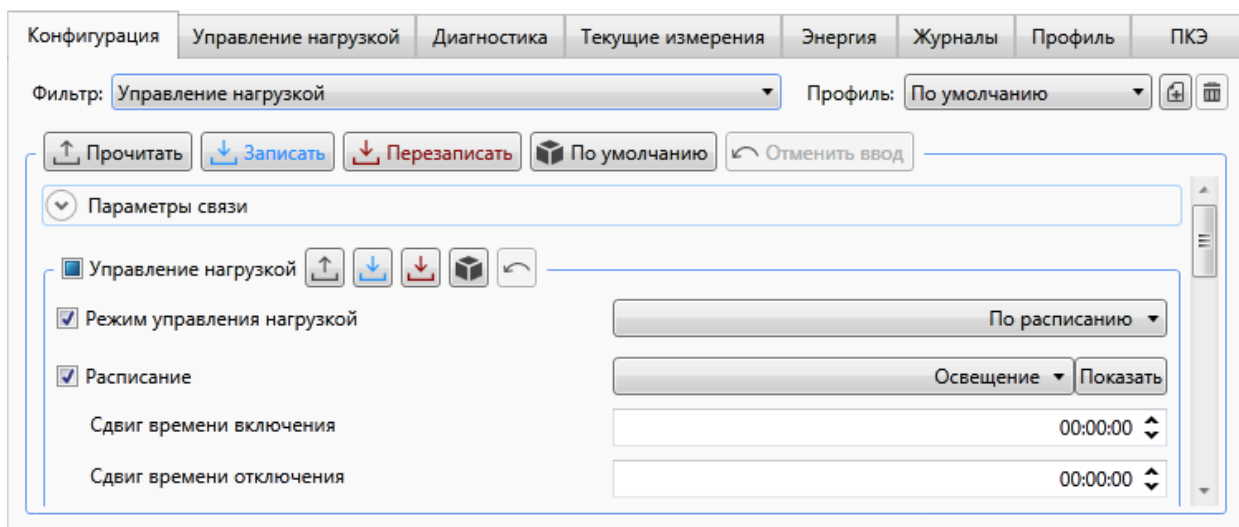 Конфигурация Управление нагрузкой Диагностика Текущие измерения Энергия Журналы Профиль ПКЭ
Фильтр: Управление нагрузкой Профиль: По умолчанию
Прочитать Записать Перезаписать По умолчанию Отменить ввод
Параметры связи
Управление нагрузкой
Режим управления нагрузкой По расписанию
Расписание Освещение Показать
Сдвиг времени включения 00:00:00
Сдвиг времени отключения 00:00:00